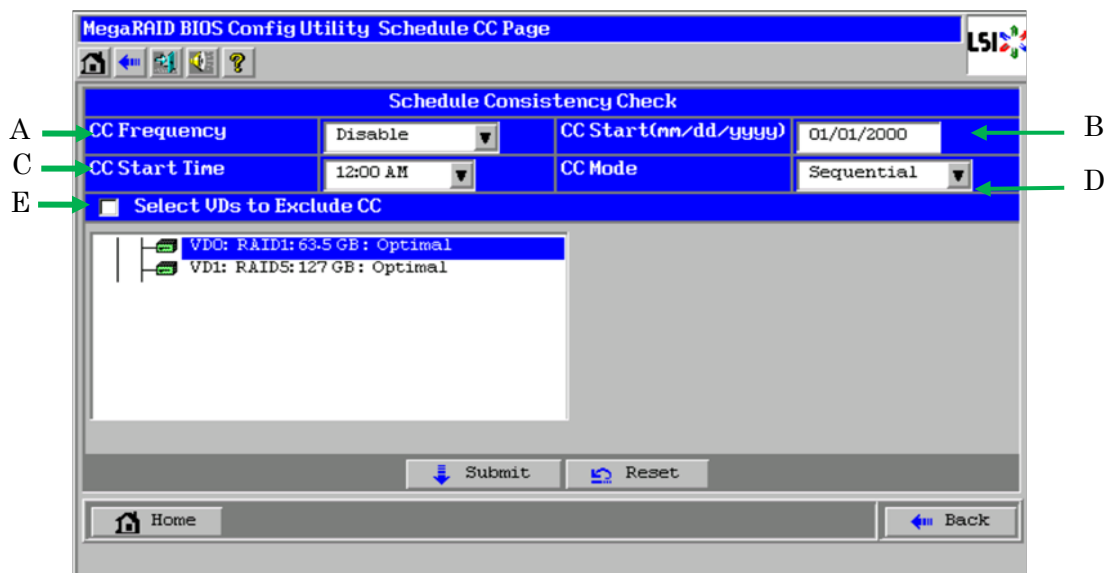 MegaRAID BIOS Config Utility Schedule CC Page
LSI
Schedule Consistency Check
A
CC Frequency
Disable
CC Start(mm/dd/yyyy)
01/01/2000
B
C
CC Start Time
12:00 AM
CC Mode
Sequential
D
E
Select VDs to Exclude CC
VD0: RAID1: 63.5 GB: Optimal
VD1: RAID5: 127 GB: Optimal
Submit
Reset
Home
Back